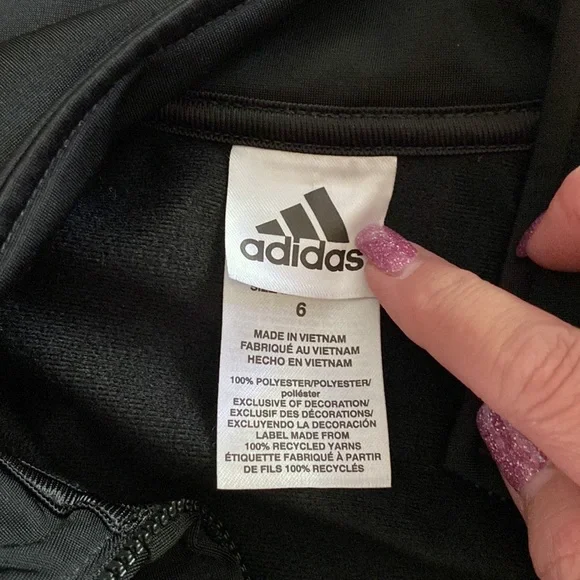 adidas
6
MADE IN VIETNAM
FABRIQUÉ AU VIETNAM
HECHO EN VIETNAM
100% POLYESTER/POLYESTER/
poliéster
EXCLUSIVE OF DECORATION/
EXCLUSIF DES DÉCORATIONS/
EXCLUYENDO LA DECORACIÓN
LABEL MADE FROM
100% RECYCLED YARNS
ÉTIQUETTE FABRIQUÉ À PARTIR
DE FILS 100% RECYCLÉS